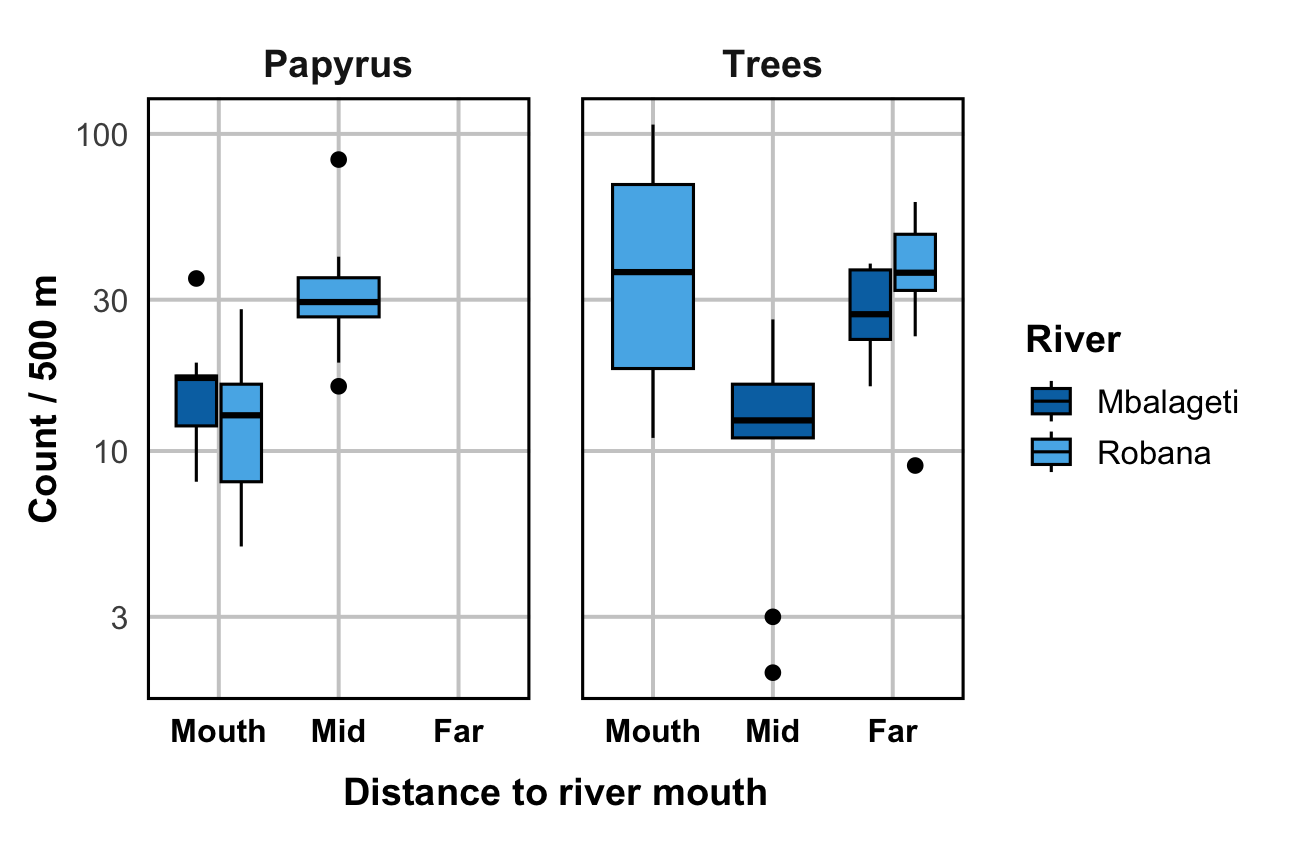 Papyrus
Trees
100
30
10
3
Count / 500 m
Mouth Mid Far
Mouth Mid Far
Distance to river mouth
River
Mbalageti
Robana